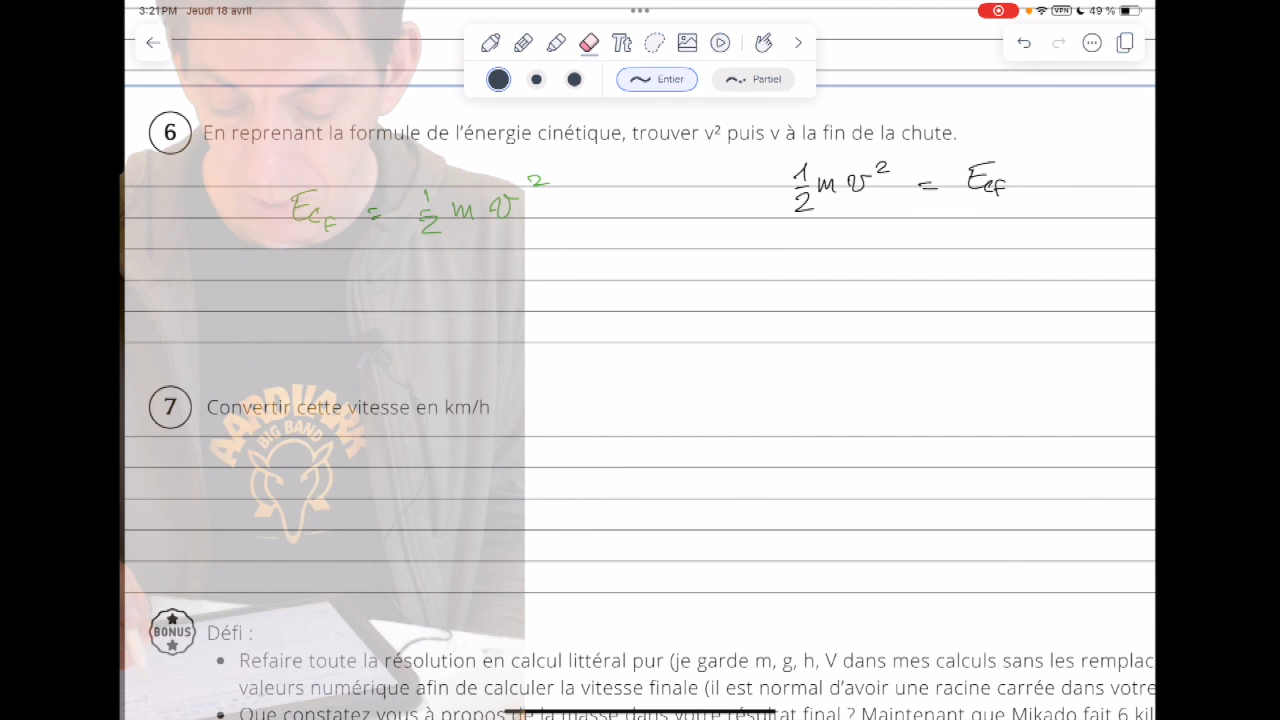 3:21 PM Jeudi 18 avril
VPN 49 %
Tt
Entier Partiel
6 En reprenant la formule de l'énergie cinétique, trouver v² puis v à la fin de la chute.
½ m v² = Ecf
Ecf = ½ m v²
7 Convertir cette vitesse en km/h
AARDVARK
BIG BAND
BONUS Défi :
• Refaire toute la résolution en calcul littéral pur (je garde m, g, h, V dans mes calculs sans les remplac
valeurs numérique afin de calculer la vitesse finale (il est normal d'avoir une racine carrée dans votre
• Que constatez vous à propos de la masse dans votre résultat final ? Maintenant que Mikado fait 6 kil